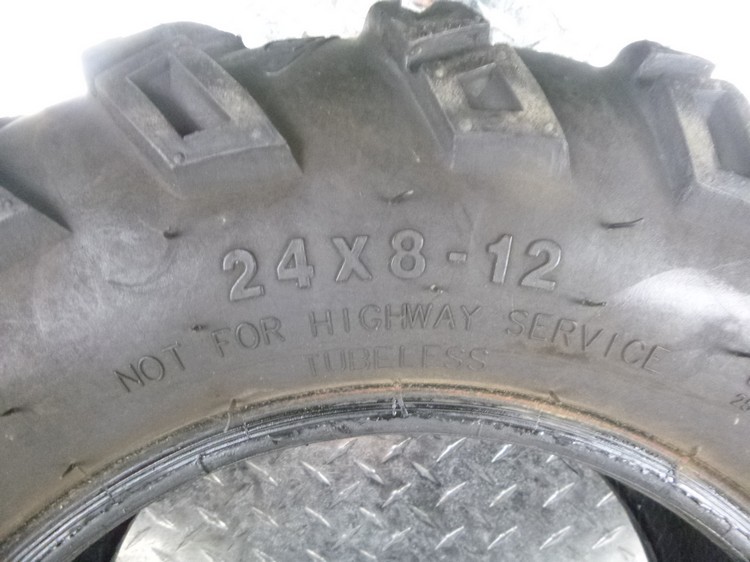 24X8-12
NOT FOR HIGHWAY SERVICE
TUBELESS